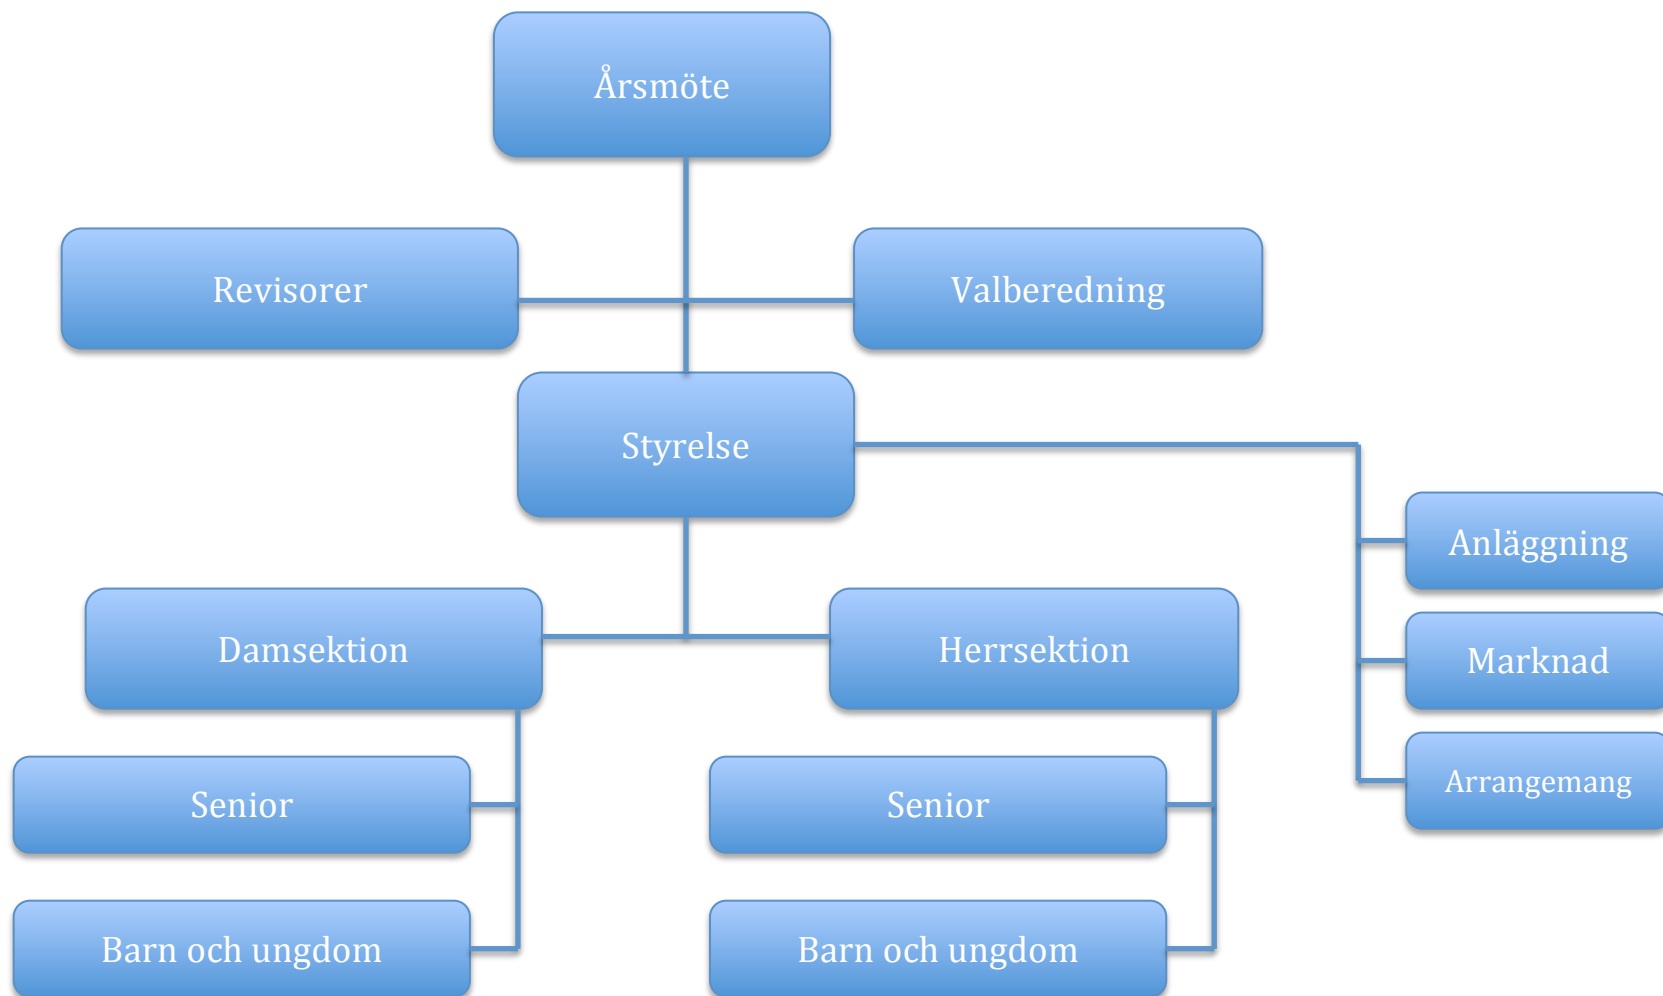 Årsmöte
Revisorer
Valberedning
Styrelse
Anläggning
Marknad
Arrangemang
Damsektion
Herrsektion
Senior
Senior
Barn och ungdom
Barn och ungdom